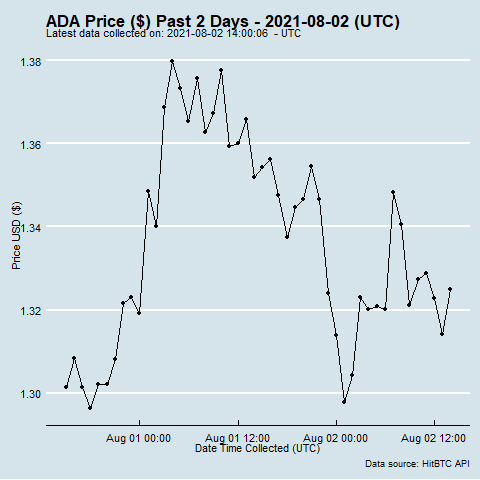 ADA Price ($) Past 2 Days - 2021-08-02 (UTC)
Latest data collected on: 2021-08-02 14:00:06  - UTC
1.38
1.36
1.34
1.32
1.30
Price USD ($)
Aug 01 00:00 Aug 01 12:00 Aug 02 00:00 Aug 02 12:00
Date Time Collected (UTC)
Data source: HitBTC API